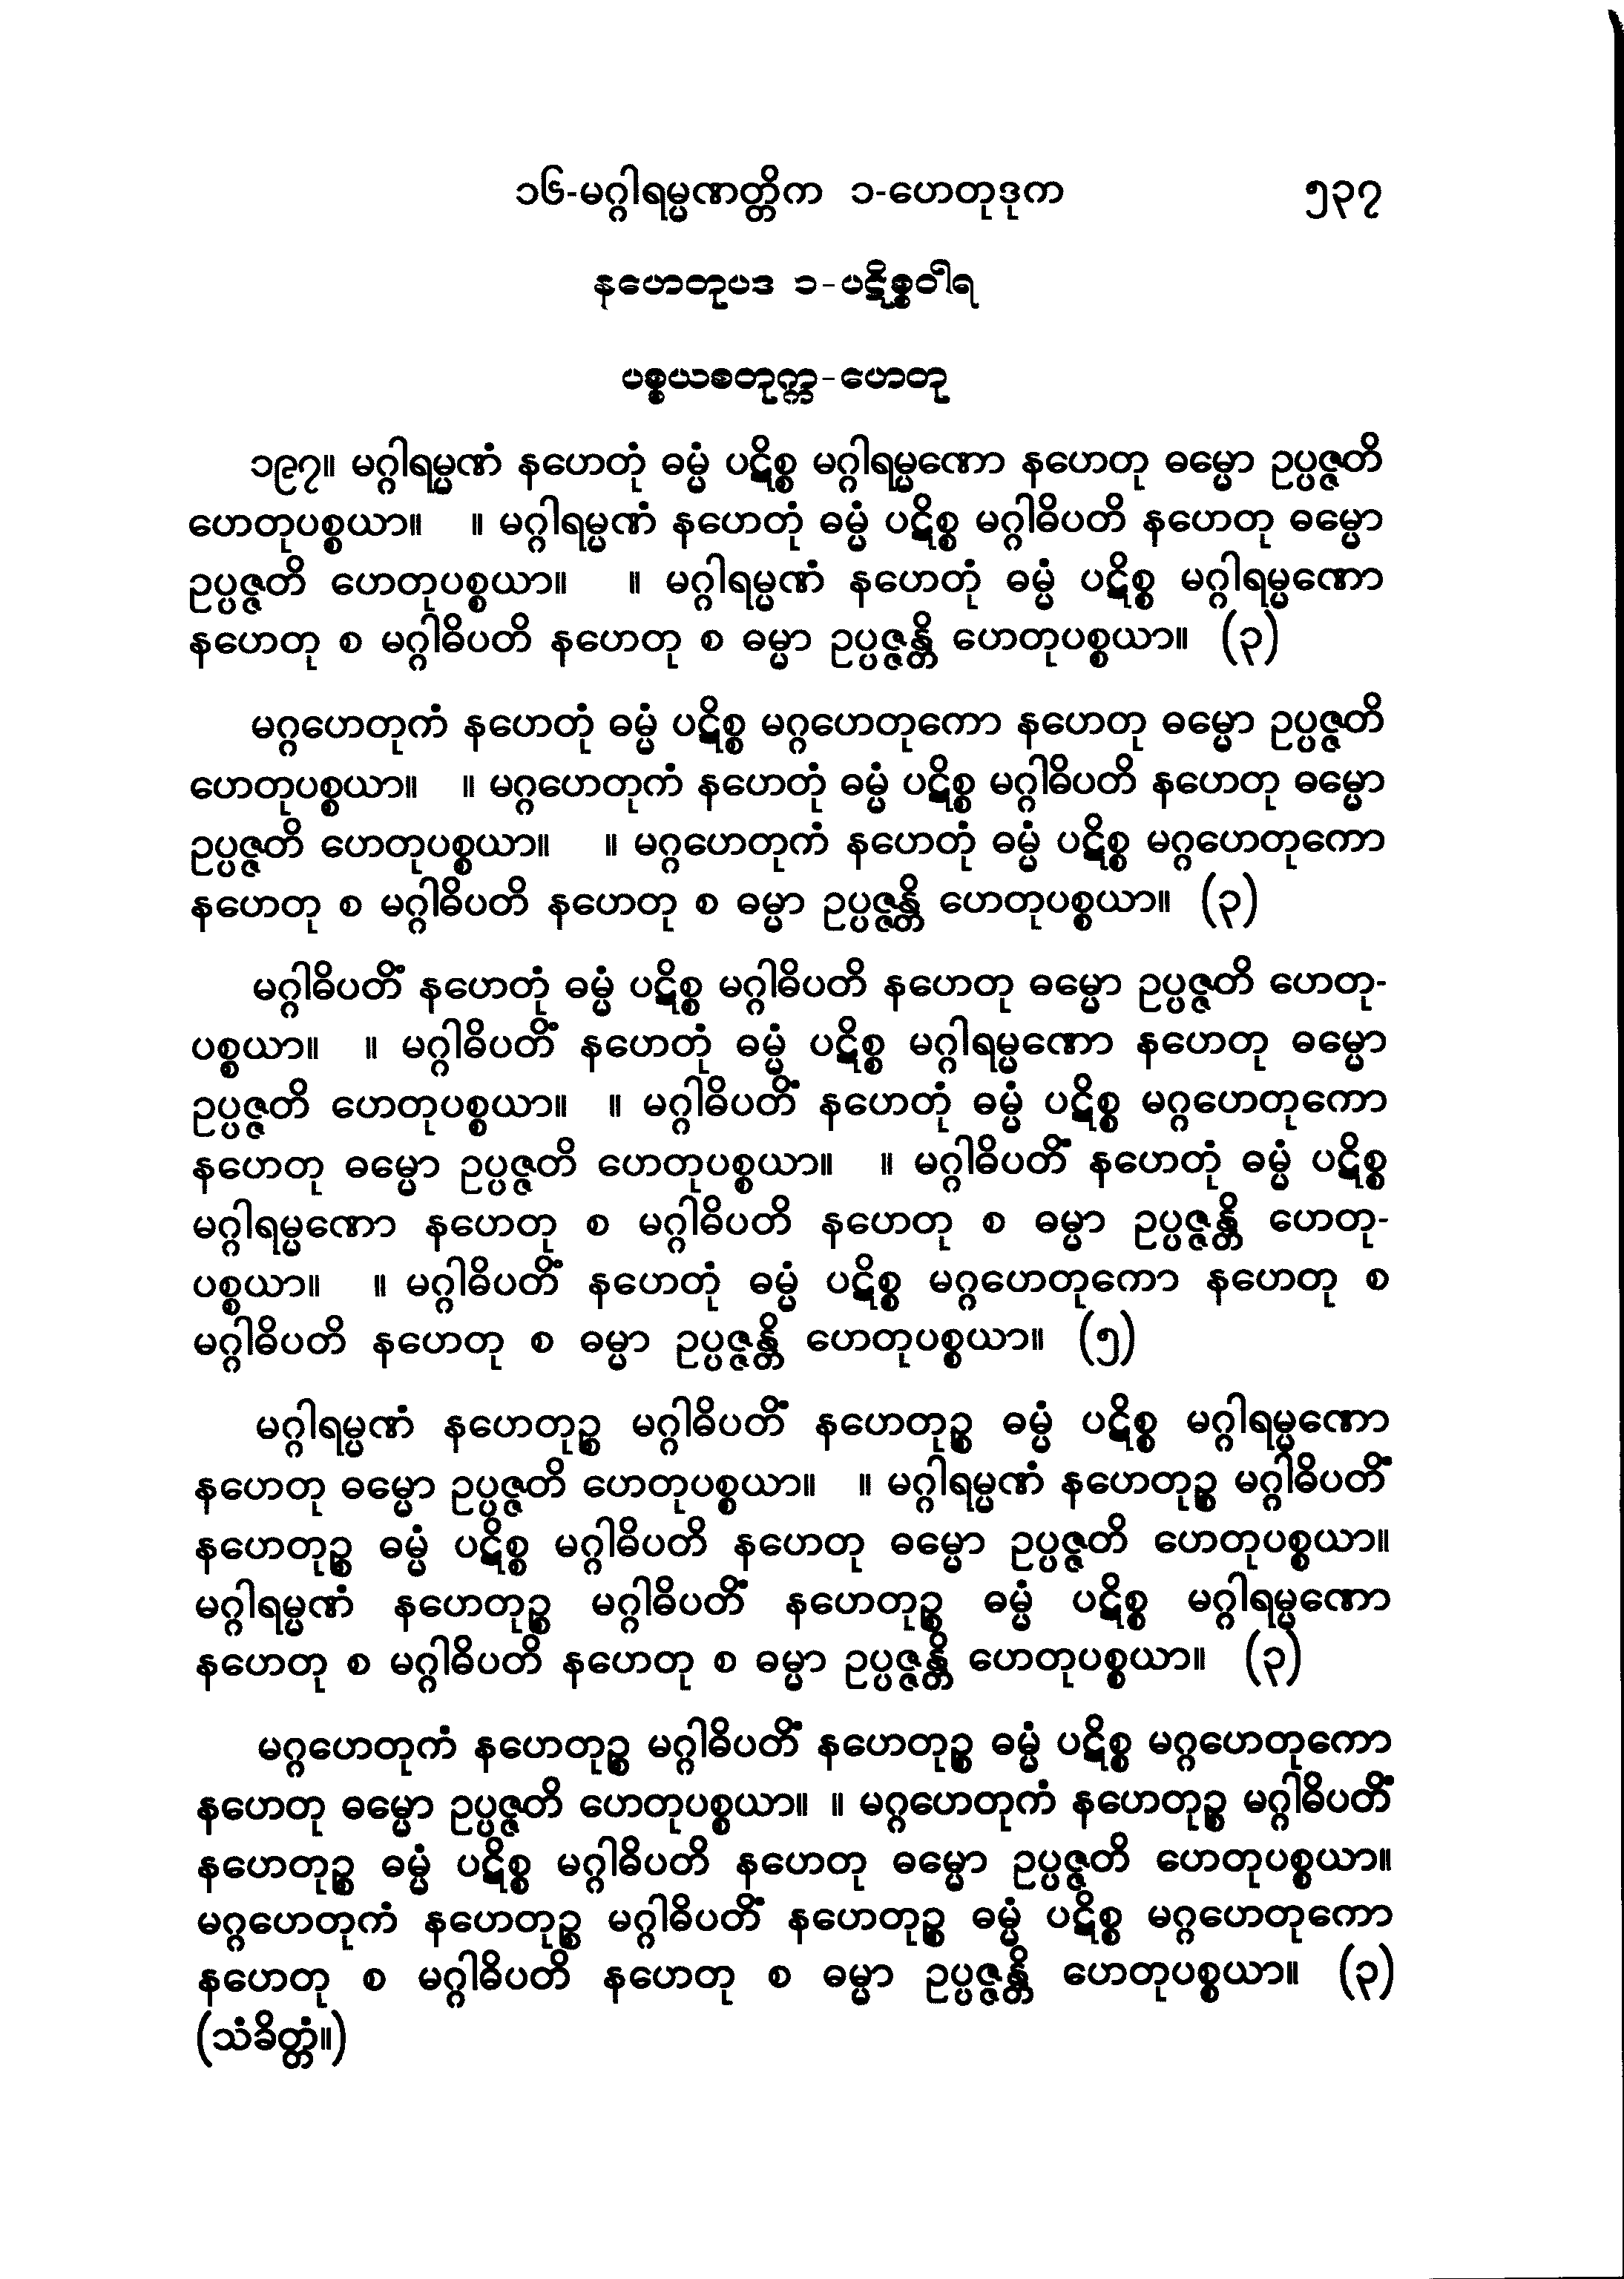 ၁၆-မဂ္ဂါရမ္မဏတ္တိက ၁-ဟေတုဒုက ၅၃၇
နဟေတုပဒ ၁-ပဋိစ္စဝါရ
ပစ္စယစတုက္က-ဟေတု
၁၉၇။ မဂ္ဂါရမ္မဏံ နဟေတုံ ဓမ္မံ ပဋိစ္စ မဂ္ဂါရမ္မဏော နဟေတု ဓမ္မော ဥပ္ပဇ္ဇတိ
ဟေတုပစ္စယာ။ ။ မဂ္ဂါရမ္မဏံ နဟေတုံ ဓမ္မံ ပဋိစ္စ မဂ္ဂါဓိပတိ နဟေတု ဓမ္မော
ဥပ္ပဇ္ဇတိ ဟေတုပစ္စယာ။ ။ မဂ္ဂါရမ္မဏံ နဟေတုံ ဓမ္မံ ပဋိစ္စ မဂ္ဂါရမ္မဏော
နဟေတု စ မဂ္ဂါဓိပတိ နဟေတု စ ဓမ္မာ ဥပ္ပဇ္ဇန္တိ ဟေတုပစ္စယာ။ (၃)
မဂ္ဂဟေတုကံ နဟေတုံ ဓမ္မံ ပဋိစ္စ မဂ္ဂဟေတုကော နဟေတု ဓမ္မော ဥပ္ပဇ္ဇတိ
ဟေတုပစ္စယာ။ ။ မဂ္ဂဟေတုကံ နဟေတုံ ဓမ္မံ ပဋိစ္စ မဂ္ဂါဓိပတိ နဟေတု ဓမ္မော
ဥပ္ပဇ္ဇတိ ဟေတုပစ္စယာ။ ။ မဂ္ဂဟေတုကံ နဟေတုံ ဓမ္မံ ပဋိစ္စ မဂ္ဂဟေတုကော
နဟေတု စ မဂ္ဂါဓိပတိ နဟေတု စ ဓမ္မာ ဥပ္ပဇ္ဇန္တိ ဟေတုပစ္စယာ။ (၃)
မဂ္ဂါဓိပတိံ နဟေတုံ ဓမ္မံ ပဋိစ္စ မဂ္ဂါဓိပတိ နဟေတု ဓမ္မော ဥပ္ပဇ္ဇတိ ဟေတု-
ပစ္စယာ။ ။ မဂ္ဂါဓိပတိံ နဟေတုံ ဓမ္မံ ပဋိစ္စ မဂ္ဂါရမ္မဏော နဟေတု ဓမ္မော
ဥပ္ပဇ္ဇတိ ဟေတုပစ္စယာ။ ။ မဂ္ဂါဓိပတိံ နဟေတုံ ဓမ္မံ ပဋိစ္စ မဂ္ဂဟေတုကော
နဟေတု ဓမ္မော ဥပ္ပဇ္ဇတိ ဟေတုပစ္စယာ။ ။ မဂ္ဂါဓိပတိံ နဟေတုံ ဓမ္မံ ပဋိစ္စ
မဂ္ဂါရမ္မဏော နဟေတု စ မဂ္ဂါဓိပတိ နဟေတု စ ဓမ္မာ ဥပ္ပဇ္ဇန္တိ ဟေတု-
ပစ္စယာ။ ။ မဂ္ဂါဓိပတိံ နဟေတုံ ဓမ္မံ ပဋိစ္စ မဂ္ဂဟေတုကော နဟေတု စ
မဂ္ဂါဓိပတိ နဟေတု စ ဓမ္မာ ဥပ္ပဇ္ဇန္တိ ဟေတုပစ္စယာ။ (၅)
မဂ္ဂါရမ္မဏံ နဟေတုဉ္စ မဂ္ဂါဓိပတိံ နဟေတုဉ္စ ဓမ္မံ ပဋိစ္စ မဂ္ဂါရမ္မဏော
နဟေတု ဓမ္မော ဥပ္ပဇ္ဇတိ ဟေတုပစ္စယာ။ ။ မဂ္ဂါရမ္မဏံ နဟေတုဉ္စ မဂ္ဂါဓိပတိံ
နဟေတုဉ္စ ဓမ္မံ ပဋိစ္စ မဂ္ဂါဓိပတိ နဟေတု ဓမ္မော ဥပ္ပဇ္ဇတိ ဟေတုပစ္စယာ။
မဂ္ဂါရမ္မဏံ နဟေတုဉ္စ မဂ္ဂါဓိပတိံ နဟေတုဉ္စ ဓမ္မံ ပဋိစ္စ မဂ္ဂါရမ္မဏော
နဟေတု စ မဂ္ဂါဓိပတိ နဟေတု စ ဓမ္မာ ဥပ္ပဇ္ဇန္တိ ဟေတုပစ္စယာ။ (၃)
မဂ္ဂဟေတုကံ နဟေတုဉ္စ မဂ္ဂါဓိပတိံ နဟေတုဉ္စ ဓမ္မံ ပဋိစ္စ မဂ္ဂဟေတုကော
နဟေတု ဓမ္မော ဥပ္ပဇ္ဇတိ ဟေတုပစ္စယာ။ ။ မဂ္ဂဟေတုကံ နဟေတုဉ္စ မဂ္ဂါဓိပတိံ
နဟေတုဉ္စ ဓမ္မံ ပဋိစ္စ မဂ္ဂါဓိပတိ နဟေတု ဓမ္မော ဥပ္ပဇ္ဇတိ ဟေတုပစ္စယာ။
မဂ္ဂဟေတုကံ နဟေတုဉ္စ မဂ္ဂါဓိပတိံ နဟေတုဉ္စ ဓမ္မံ ပဋိစ္စ မဂ္ဂဟေတုကော
နဟေတု စ မဂ္ဂါဓိပတိ နဟေတု စ ဓမ္မာ ဥပ္ပဇ္ဇန္တိ ဟေတုပစ္စယာ။ (၃)
(သံခိတ္တံ။)